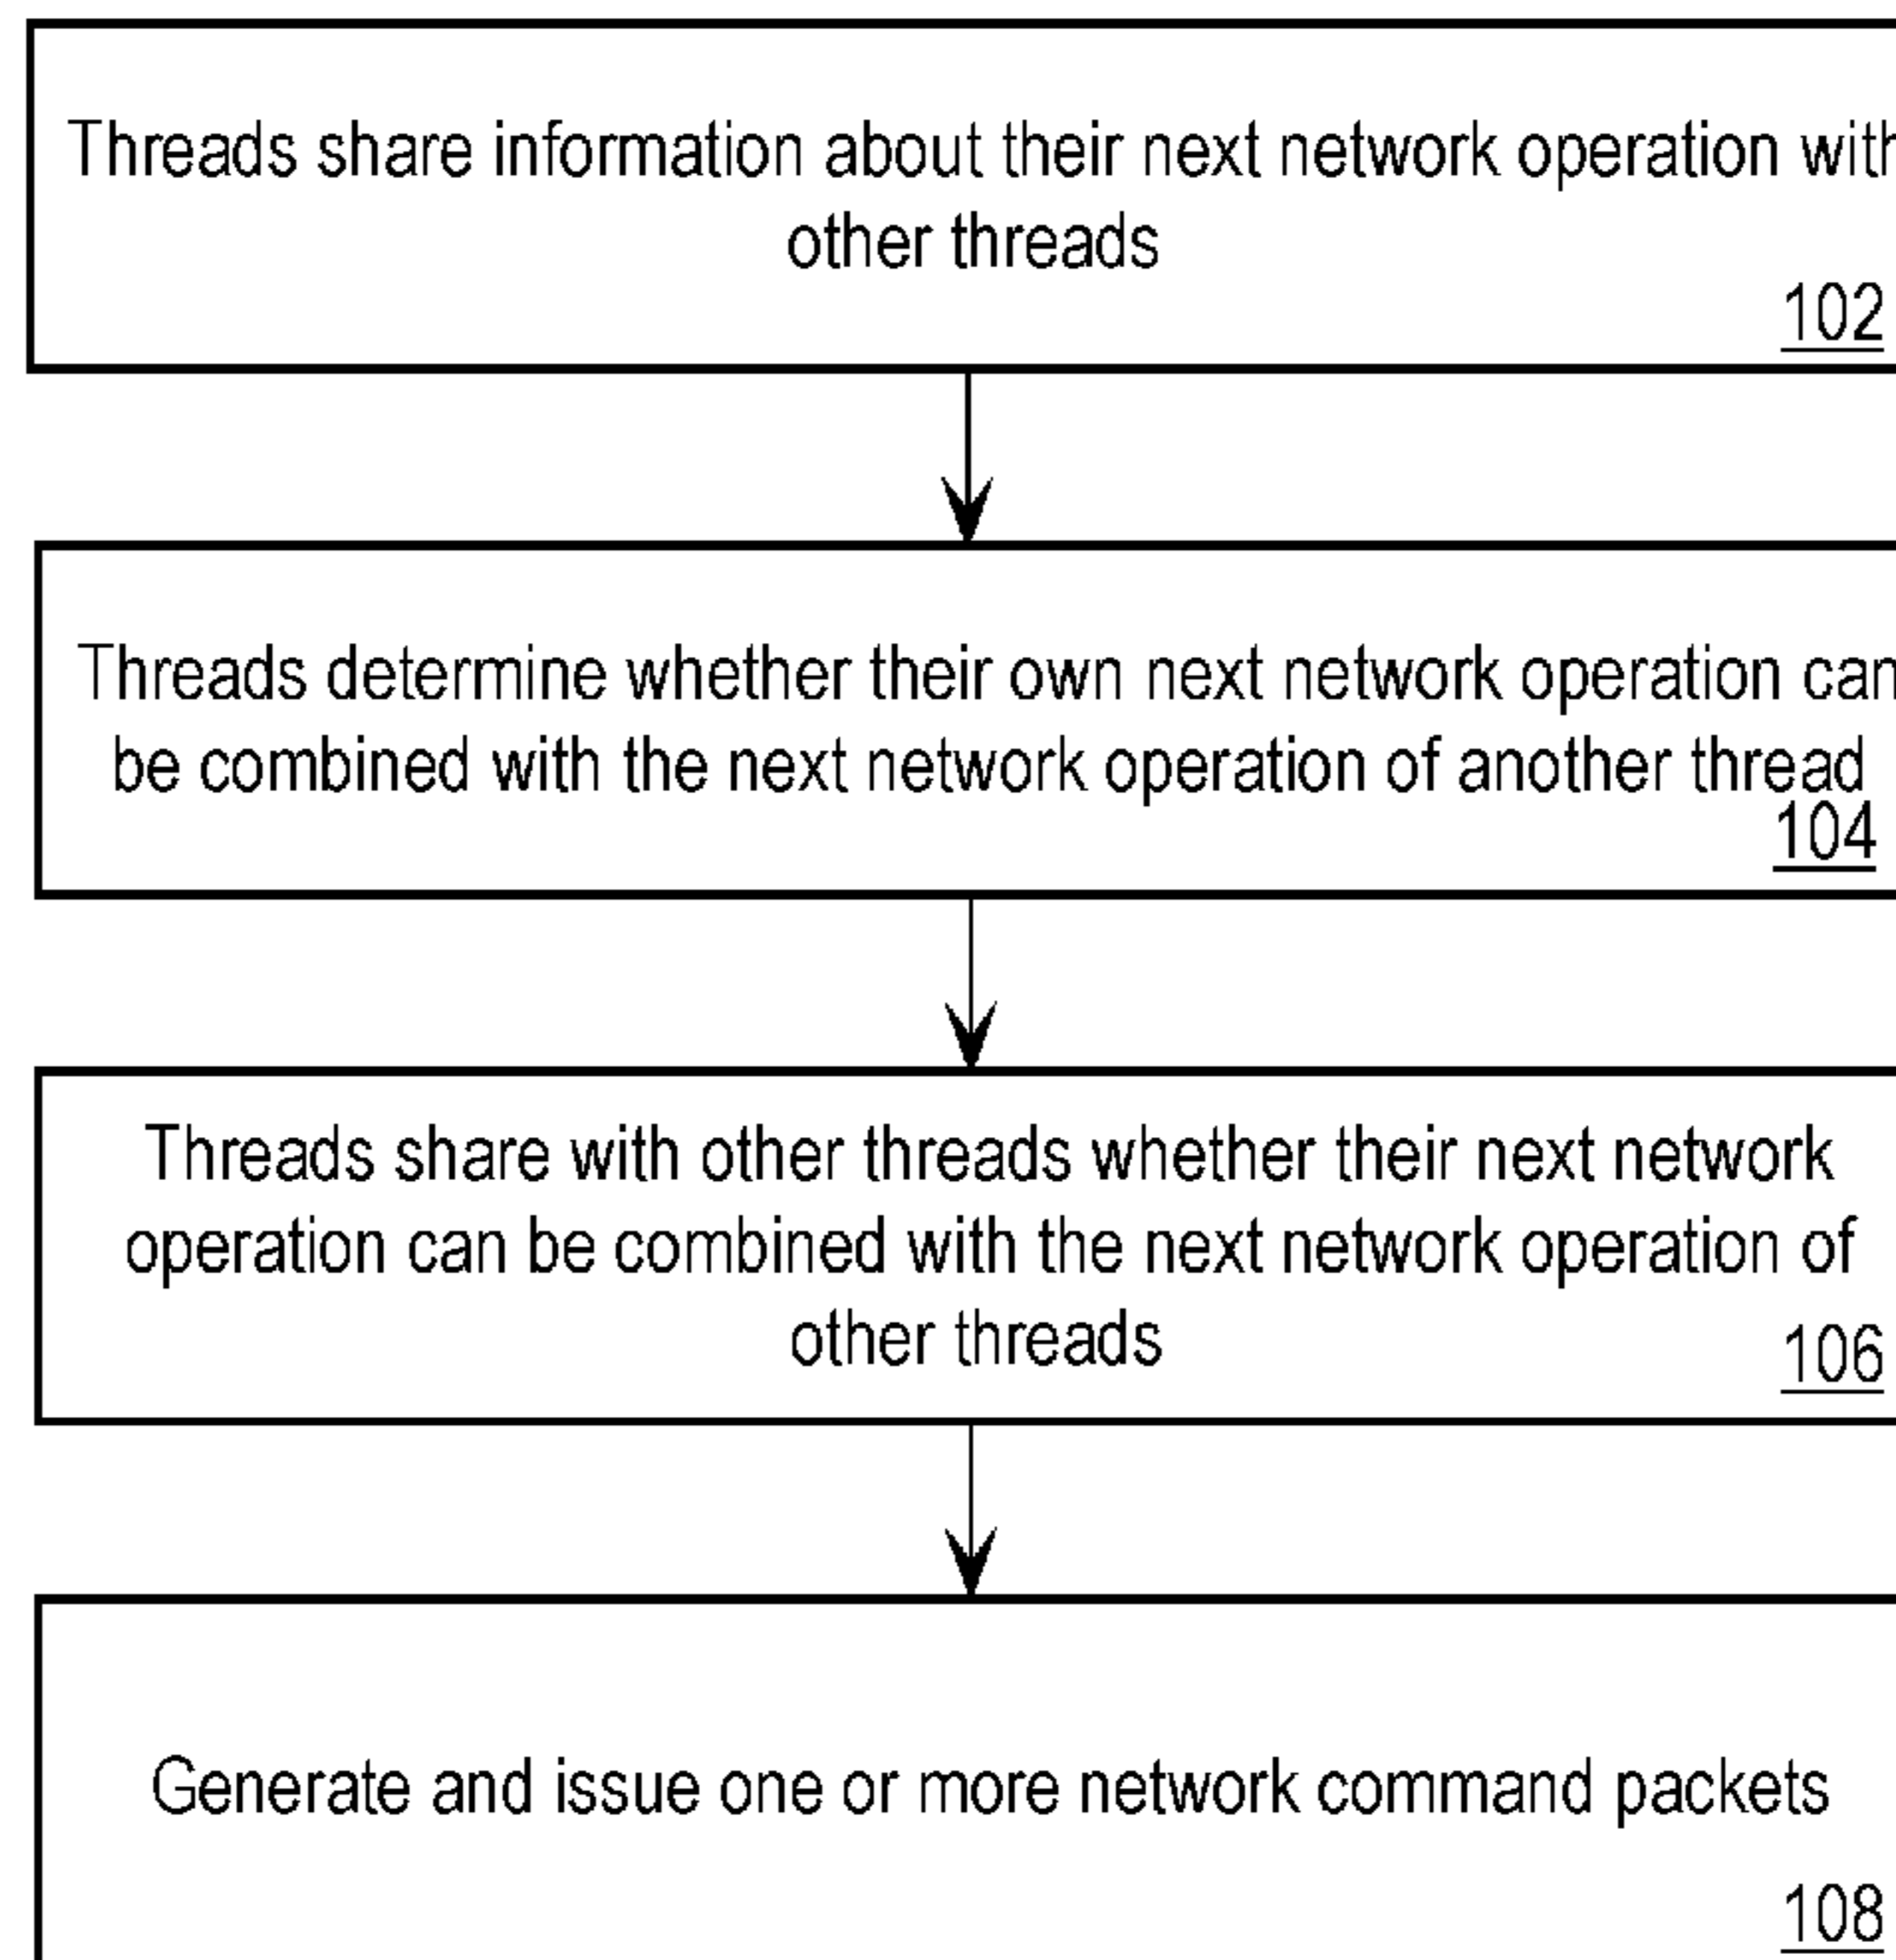 Threads share information about their next network operation with
other threads
102
Threads determine whether their own next network operation can
be combined with the next network operation of another thread
104
Threads share with other threads whether their next network
operation can be combined with the next network operation of
other threads
106
Generate and issue one or more network command packets
108